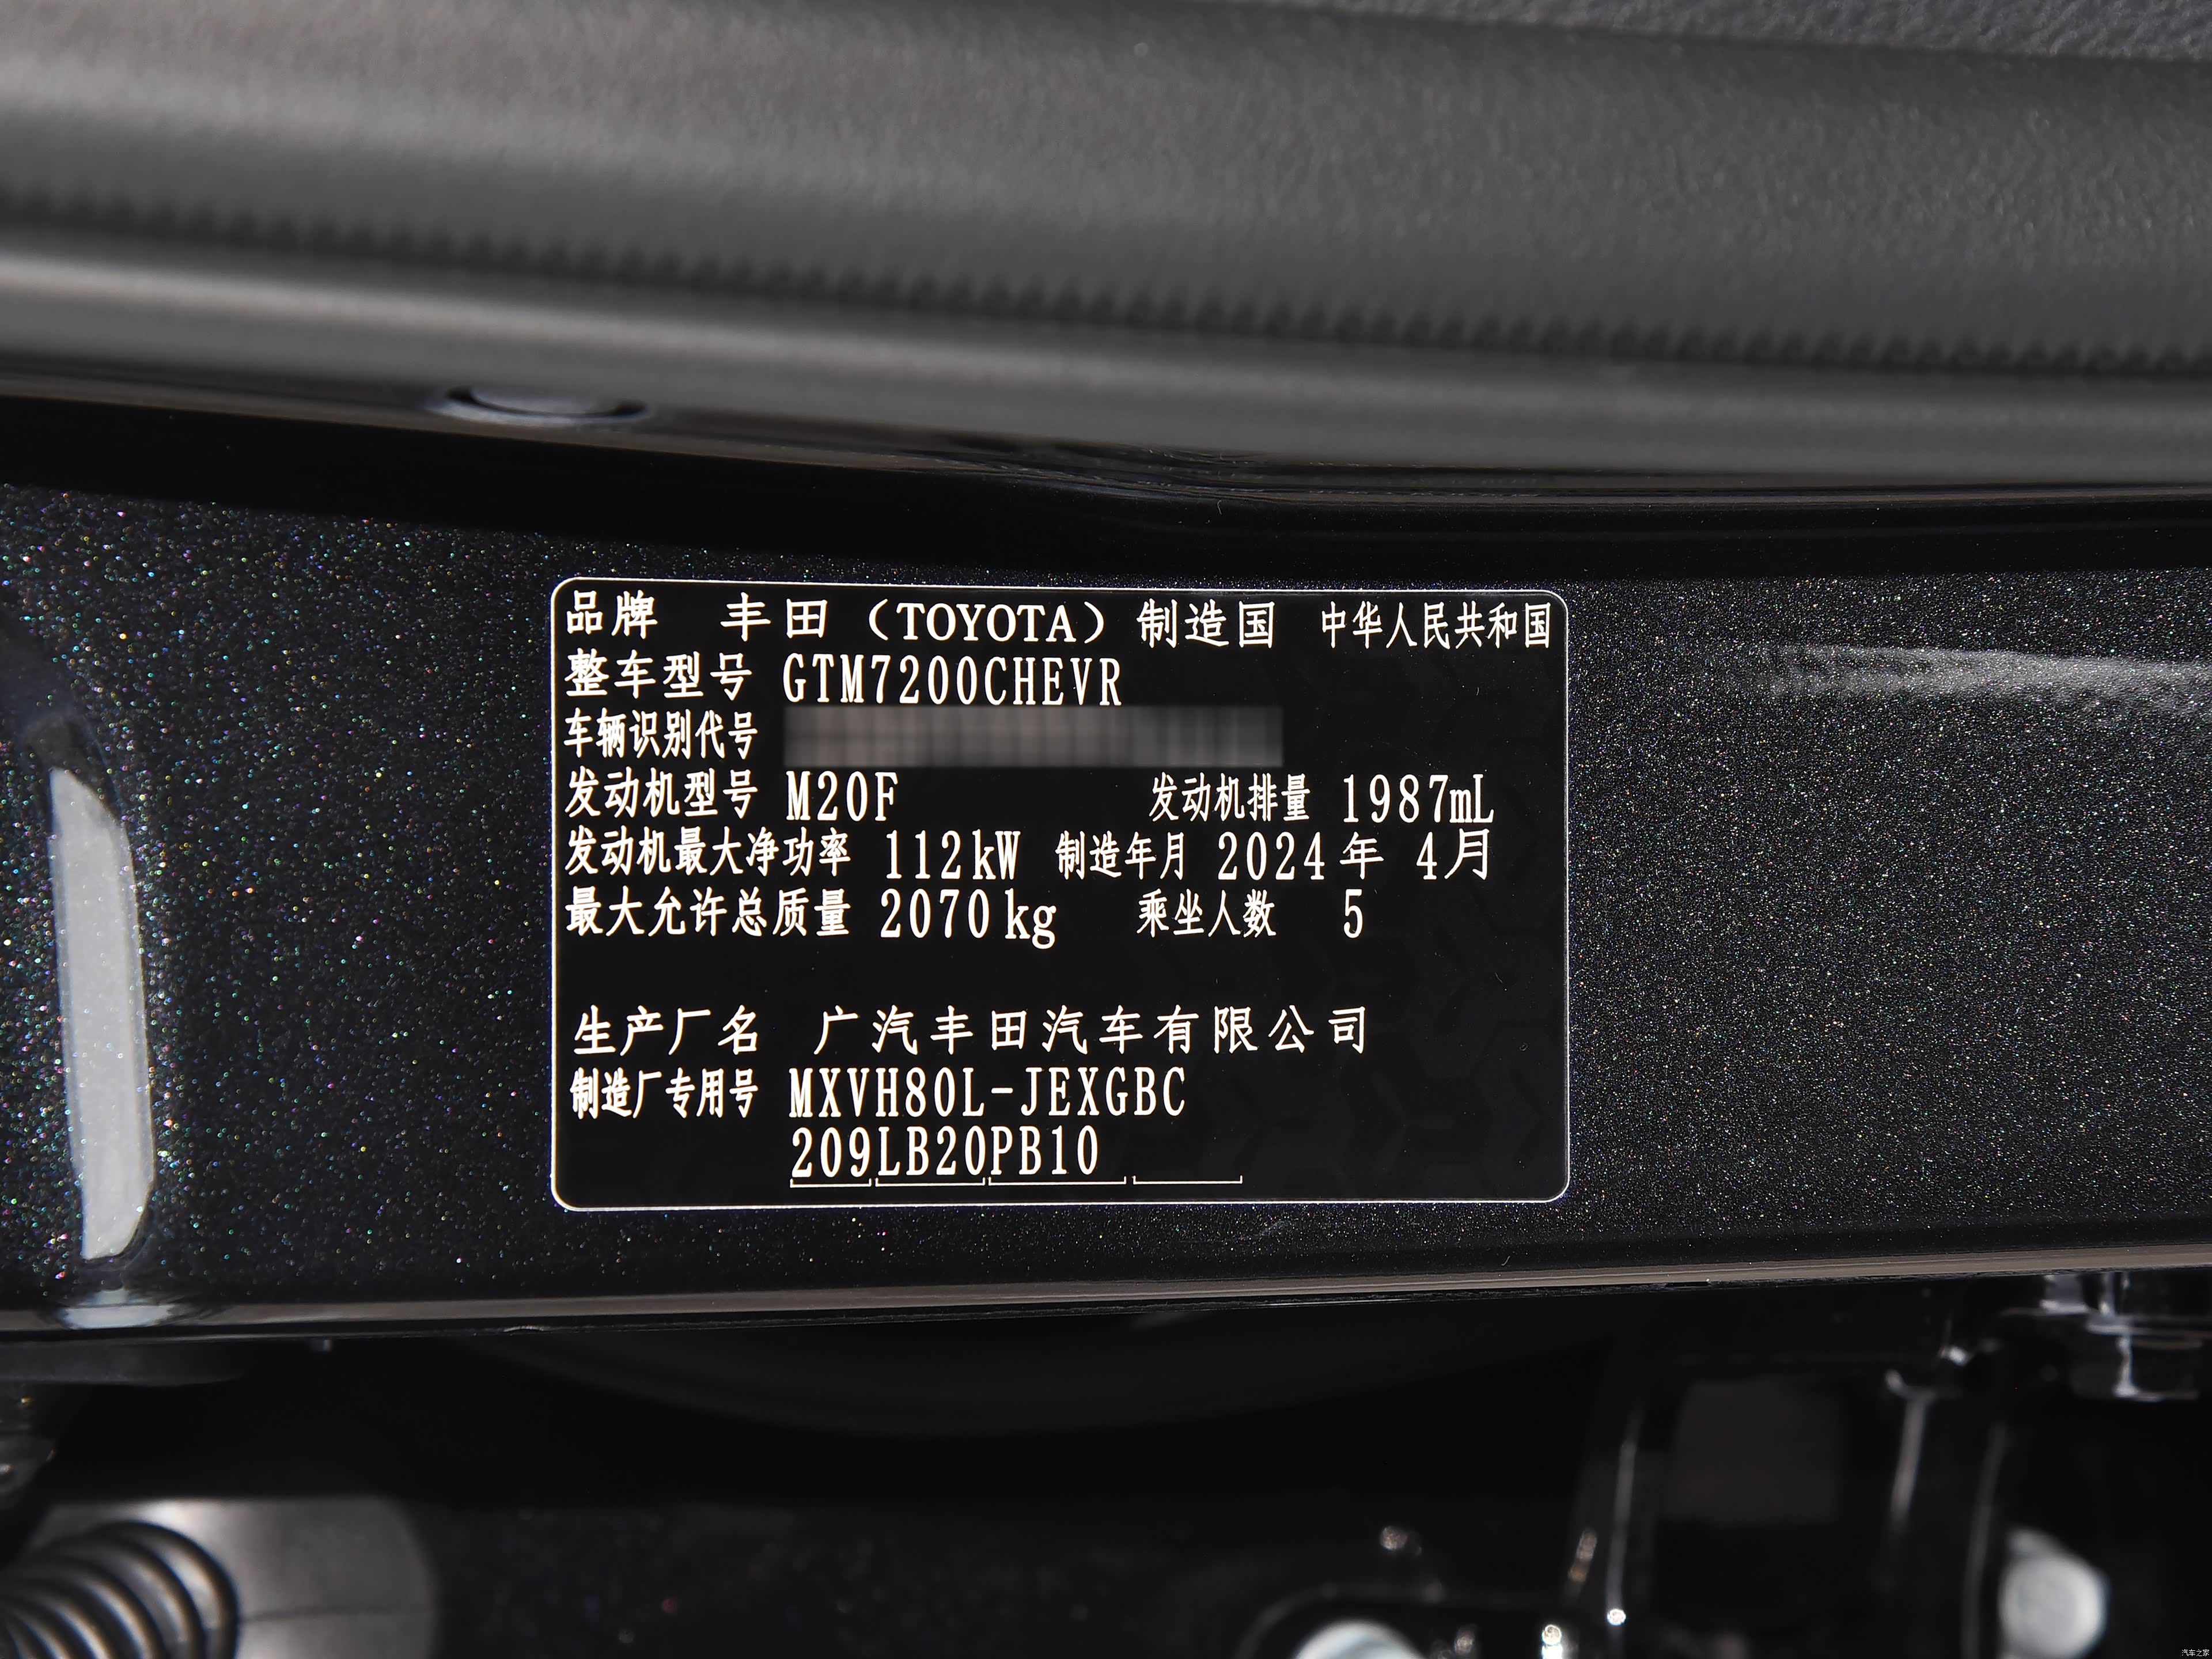 品牌 丰田（TOYOTA）制造国 中华人民共和国
整车型号 GTM7200CHEVR
车辆识别代号
发动机型号 M20F 发动机排量 1987mL
发动机最大净功率 112kW 制造年月 2024年 4月
最大允许总质量 2070kg 乘坐人数 5
生产厂名 广汽丰田汽车有限公司
制造厂专用号 MXVH80L-JEXGBC
209LB20PB10
汽车之家